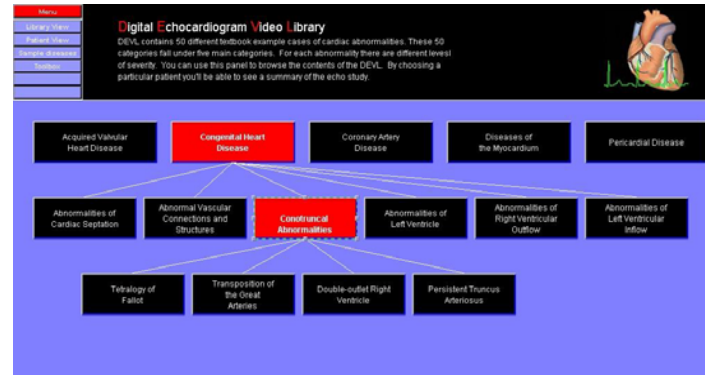 Menu
Library View
Patient View
Sample diseases
Toolbox
Digital Echocardiogram Video Library
DEVL contains 50 different textbook example cases of cardiac abnormalities. These 50
categories fall under five main categories. For each abnormality there are different levesl
of severity. You can use this panel to browse the contents of the DEVL. By choosing a
particular patient you'll be able to see a summary of the echo study.
Acquired Valvular
Heart Disease
Congenital Heart
Disease
Coronary Artery
Disease
Diseases of
the Myocardium
Pericardial Disease
Abnormalities of
Cardiac Septation
Abnormal Vascular
Connections and
Structures
Conotruncal
Abnormalities
Abnormalities of
Left Ventricle
Abnormalities of
Right Ventricular
Outflow
Abnormalities of
Left Ventricular
Inflow
Tetralogy of
Fallot
Transposition of
the Great
Arteries
Double-outlet Right
Ventricle
Persistent Truncus
Arteriosus